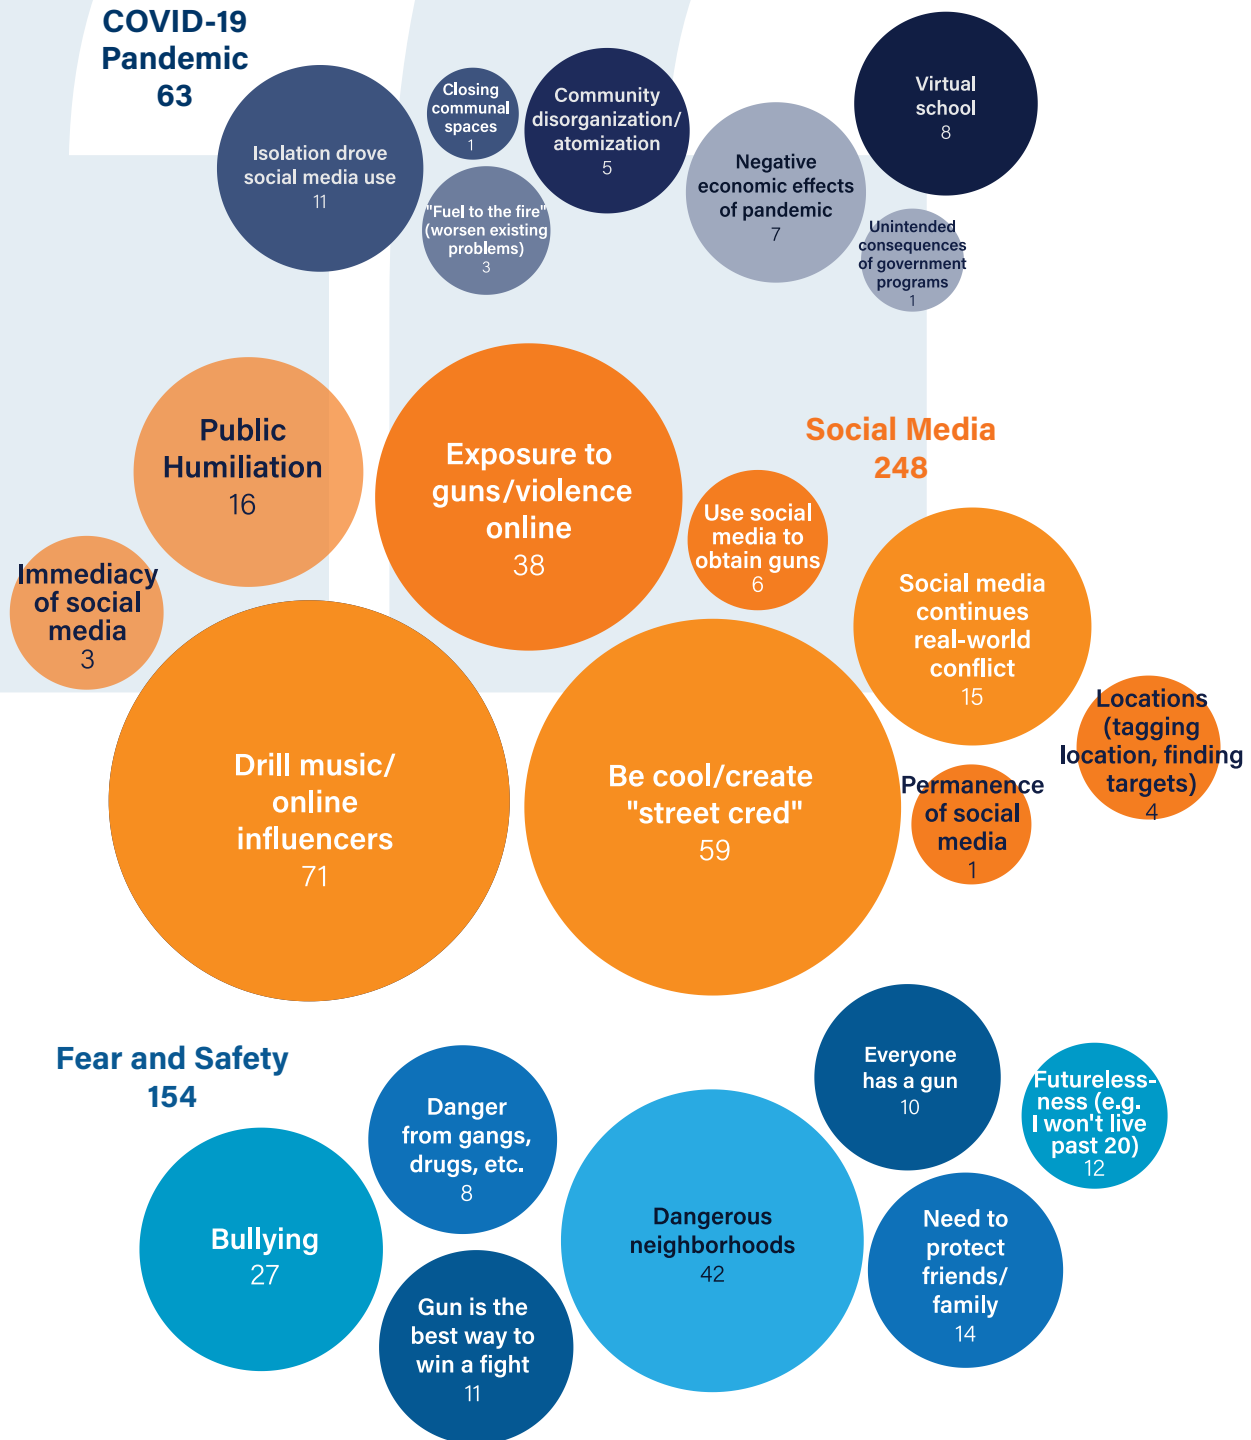 COVID-19
Pandemic
63
Isolation drove
social media use
11
Closing
communal
spaces
1
"Fuel to the fire"
(worsen existing
problems)
3
Community
disorganization/
atomization
5
Negative
economic effects
of pandemic
7
Virtual
school
8
Unintended
consequences
of government
programs
1
Social Media
248
Public
Humiliation
16
Exposure to
guns/violence
online
38
Use social
media to
obtain guns
6
Immediacy
of social
media
3
Social media
continues
real-world
conflict
15
Drill music/
online
influencers
71
Be cool/create
"street cred"
59
Permanence
of social
media
1
Locations
(tagging
location, finding
targets)
4
Fear and Safety
154
Bullying
27
Danger
from gangs,
drugs, etc.
8
Gun is the
best way to
win a fight
11
Dangerous
neighborhoods
42
Everyone
has a gun
10
Futureless-
ness (e.g.
I won't live
past 20)
12
Need to
protect
friends/
family
14